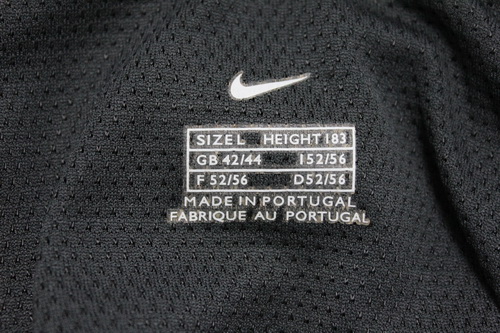 SIZE L HEIGHT 183
GB 42/44 I 52/56
F 52/56 D 52/56
MADE IN PORTUGAL
FABRIQUE AU PORTUGAL